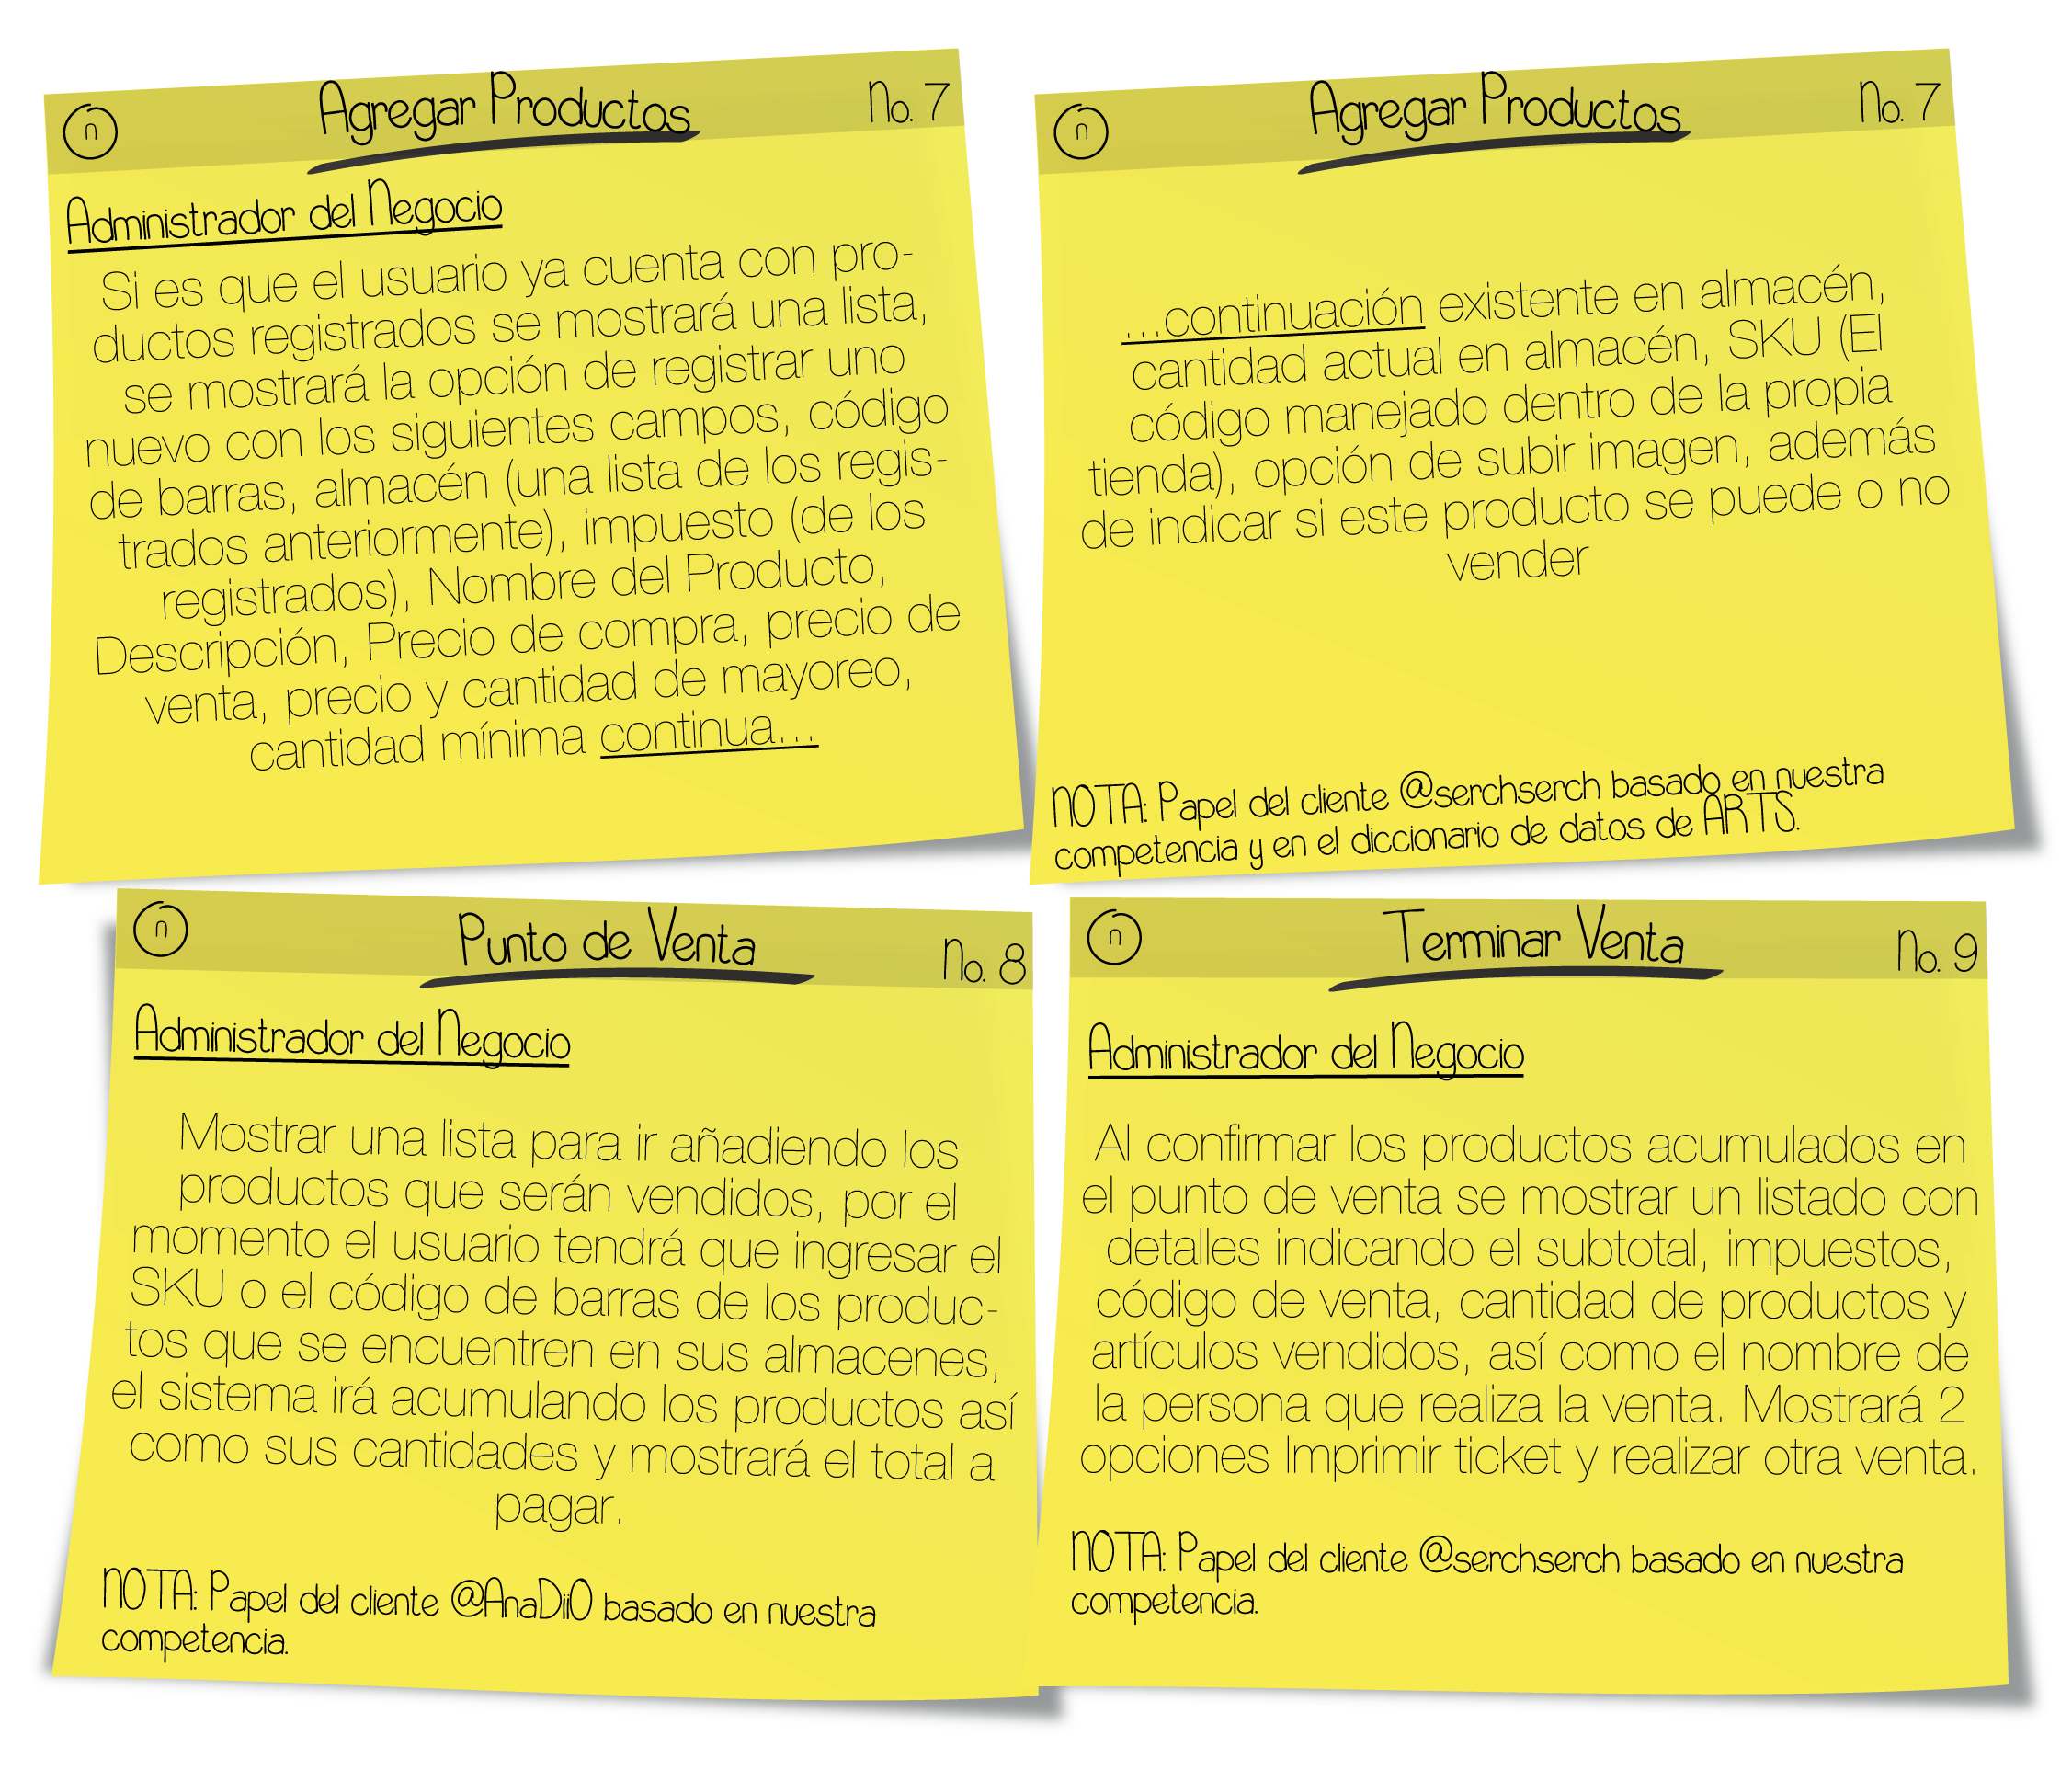 n
Agregar Productos
No. 7
Administrador del Negocio
Si es que el usuario ya cuenta con pro-
ductos registrados se mostrará una lista,
se mostrará la opción de registrar uno
nuevo con los siguientes campos, código
de barras, almacén (una lista de los regis-
trados anteriormente), impuesto (de los
registrados), Nombre del Producto,
Descripción, Precio de compra, precio de
venta, precio y cantidad de mayoreo,
cantidad mínima continua...
n
Agregar Productos
No. 7
...continuación existente en almacén,
cantidad actual en almacén, SKU (El
código manejado dentro de la propia
tienda), opción de subir imagen, además
de indicar si este producto se puede o no
vender
NOTA: Papel del cliente @serchserch basado en nuestra
competencia y en el diccionario de datos de ARTS.
n
Punto de Venta
No. 8
Administrador del Negocio
Mostrar una lista para ir añadiendo los
productos que serán vendidos, por el
momento el usuario tendrá que ingresar el
SKU o el código de barras de los produc-
tos que se encuentren en sus almacenes,
el sistema irá acumulando los productos así
como sus cantidades y mostrará el total a
pagar.
NOTA: Papel del cliente @AnaDiiO basado en nuestra
competencia.
n
Terminar Venta
No. 9
Administrador del Negocio
Al confirmar los productos acumulados en
el punto de venta se mostrar un listado con
detalles indicando el subtotal, impuestos,
código de venta, cantidad de productos y
artículos vendidos, así como el nombre de
la persona que realiza la venta. Mostrará 2
opciones Imprimir ticket y realizar otra venta.
NOTA: Papel del cliente @serchserch basado en nuestra
competencia.